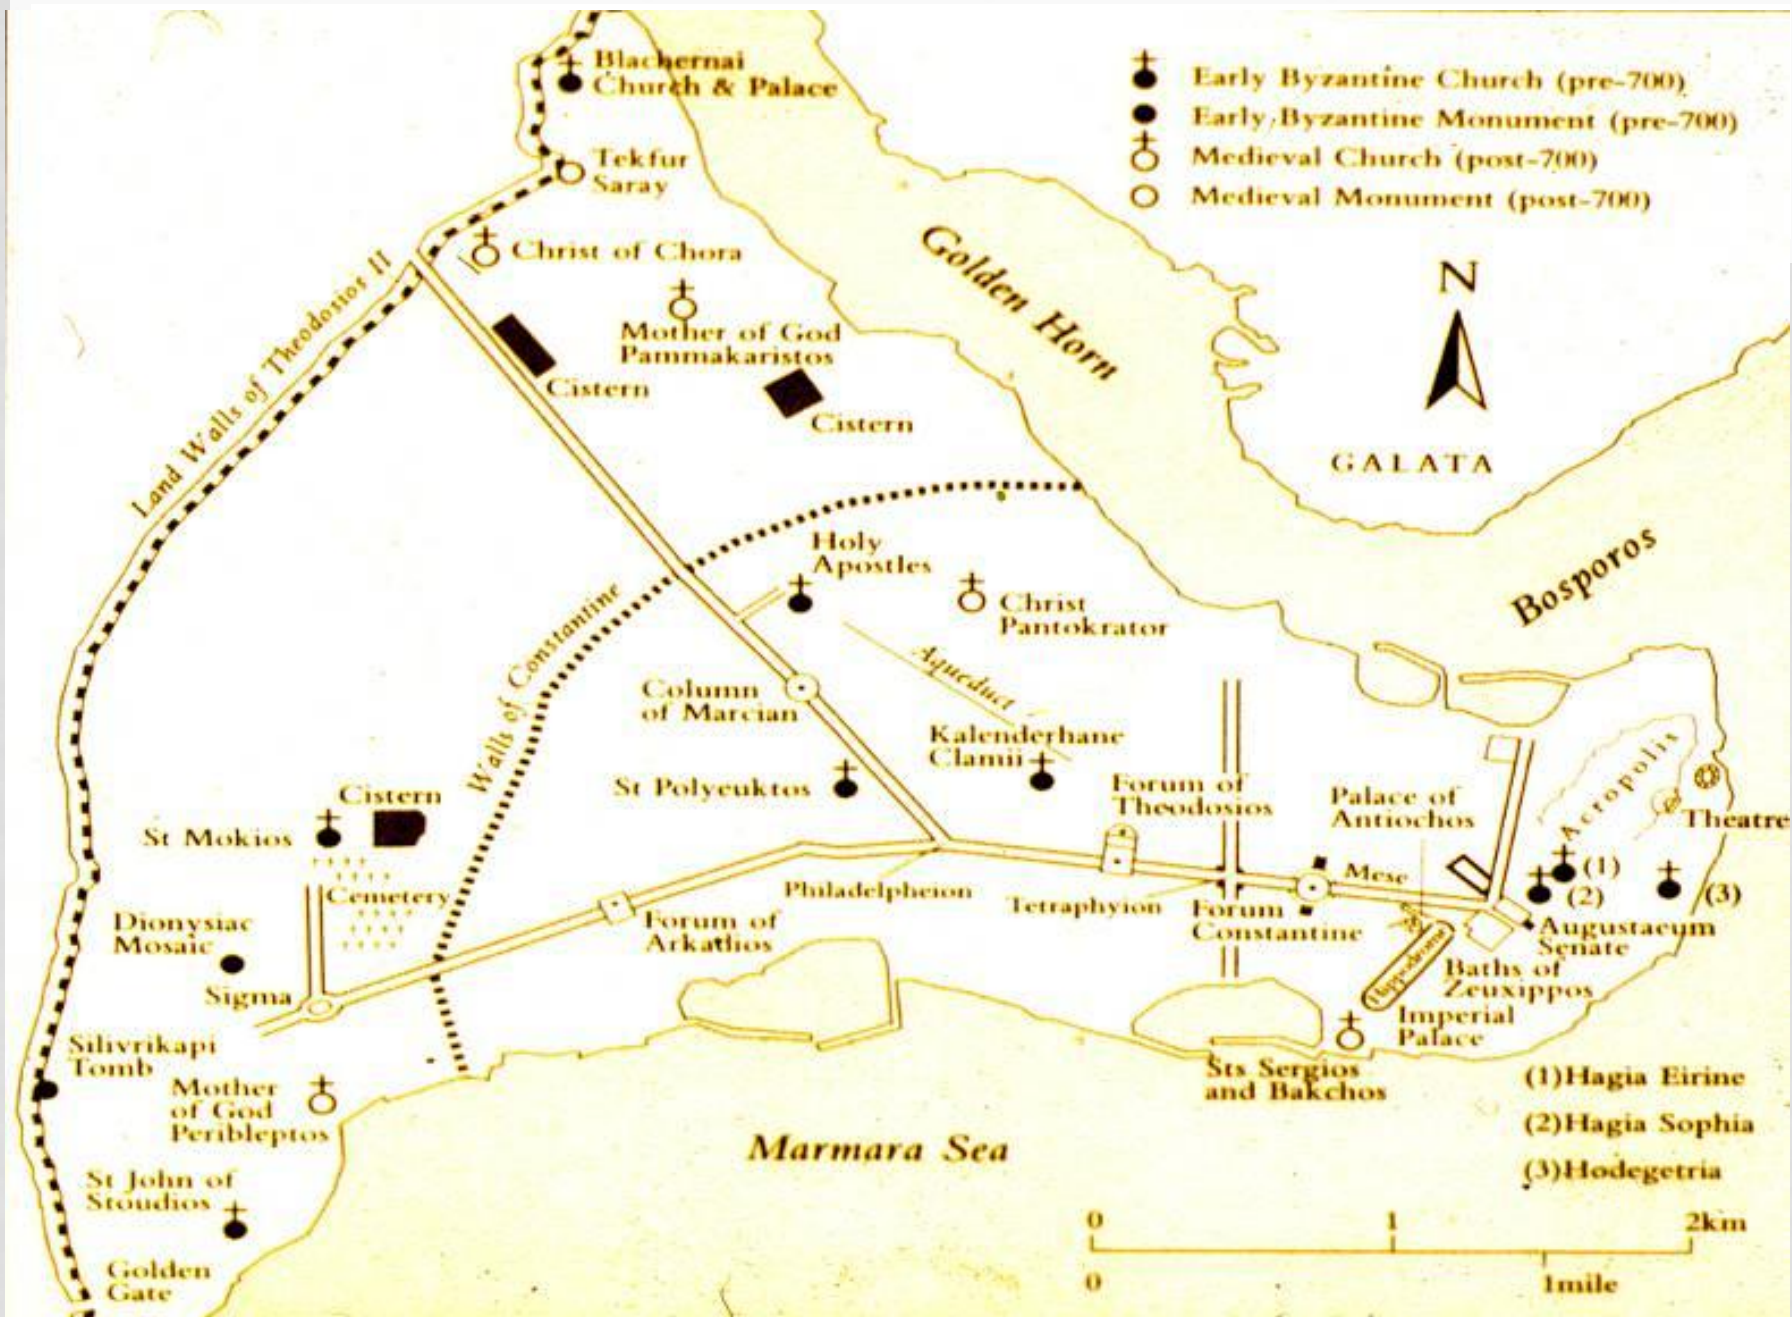 Blachernai
Church & Palace
Early Byzantine Church (pre-700)
Early Byzantine Monument (pre-700)
Medieval Church (post-700)
Medieval Monument (post-700)
Tekfur
Saray
Christ of Chora
Land Walls of Theodosios II
Golden Horn
N
Mother of God
Pammakaristos
Cistern
Cistern
GALATA
Bosporos
Holy
Apostles
Christ
Pantokrator
Walls of Constantine
Aqueduct
Column
of Marcian
Kalenderhane
Clamii
St Polyeuktos
Forum of
Theodosios
Palace of
Antiochos
Acropolis
Theatre
Cistern
St Mokios
Cemetery
Philadelpheion
Tetraphyion
Mese
(1)
(2)
(3)
Forum
Constantine
Augustaeum
Senate
Hippodrome
Baths of
Zeuxippos
Dionysiac
Mosaic
Forum of
Arkadios
Sigma
Imperial
Palace
Silivrikapi
Tomb
Mother
of God
Peribleptos
Sts Sergios
and Bakchos
(1)Hagia Eirine
(2)Hagia Sophia
(3)Hodegetria
Marmara Sea
St John of
Stoudios
Golden
Gate
0 1 2km
0 1mile